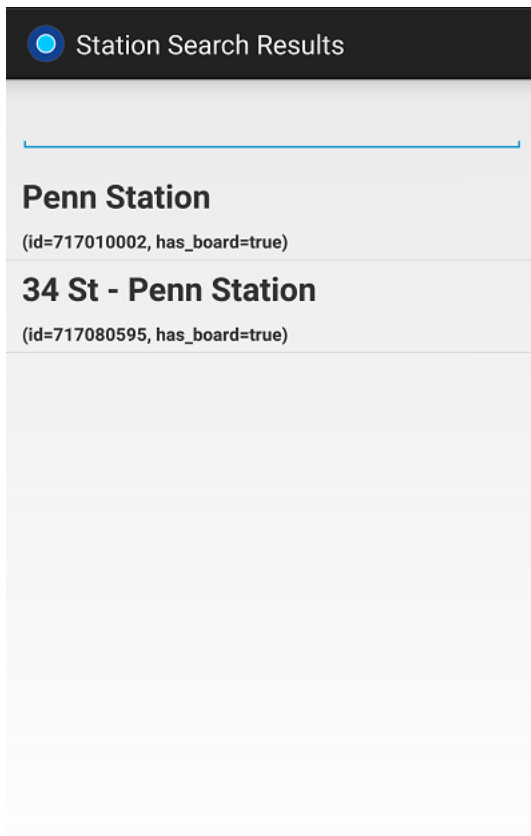 Station Search Results
Penn Station
(id=717010002, has_board=true)
34 St - Penn Station
(id=717080595, has_board=true)